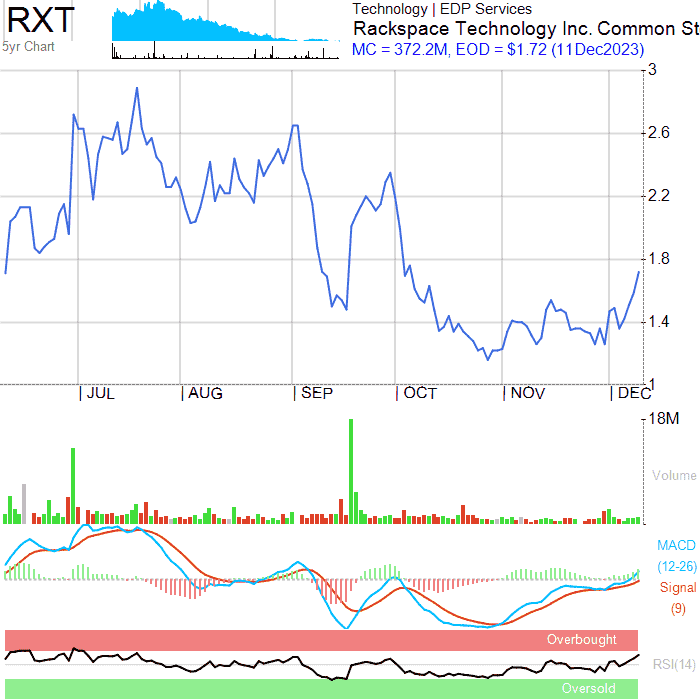 RXT
5yr Chart
Technology | EDP Services
Rackspace Technology Inc. Common St
MC = 372.2M, EOD = $1.72 (11Dec2023)
3
2.6
2.2
1.8
1.4
1
JUL AUG SEP OCT NOV DEC
18M
Volume
MACD
(12-26)
Signal
(9)
Overbought
RSI(14)
Oversold